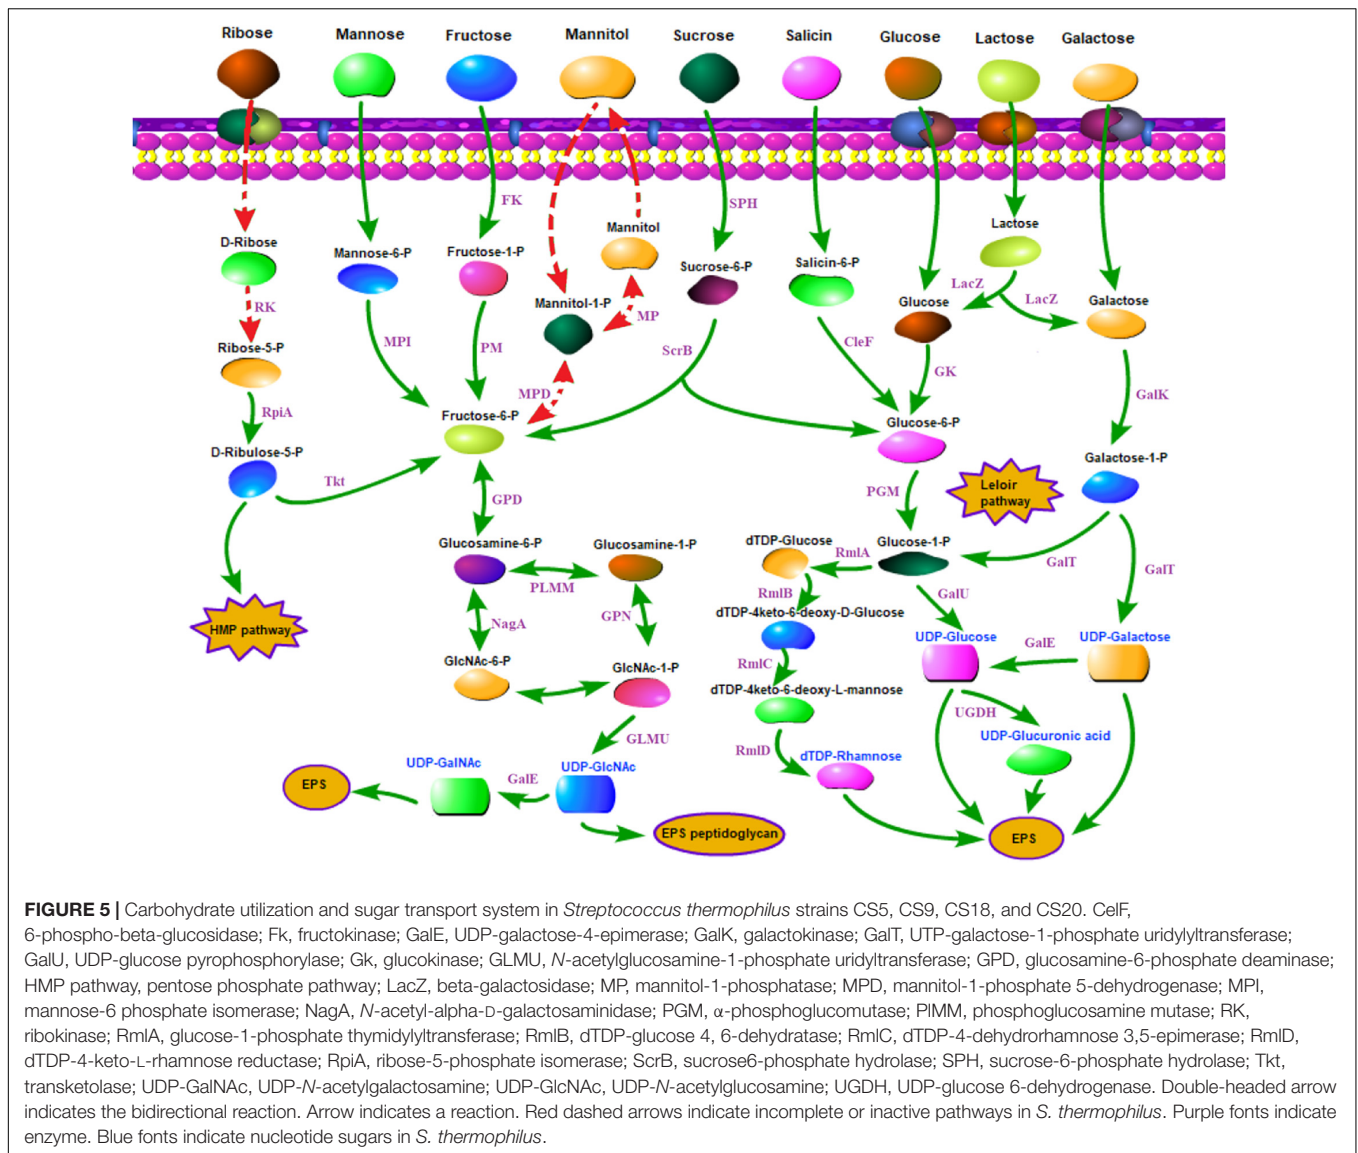 Ribose
Mannose
Fructose
Mannitol
Sucrose
Salicin
Glucose
Lactose
Galactose
FK
SPH
D-Ribose
Mannose-6-P
Fructose-1-P
Mannitol
Sucrose-6-P
Salicin-6-P
Lactose
LacZ
LacZ
Glucose
Galactose
RK
Mannitol-1-P
MP
Ribose-5-P
MPI
PM
ScrB
CleF
GK
RpiA
MPD
GalK
Fructose-6-P
Glucose-6-P
D-Ribulose-5-P
Tkt
Galactose-1-P
GPD
PGM
Leloir
pathway
Glucosamine-6-P
Glucosamine-1-P
dTDP-Glucose
RmlA
Glucose-1-P
GalT
GalT
PLMM
RmlB
GalU
HMP pathway
NagA
GPN
dTDP-4keto-6-deoxy-D-Glucose
UDP-Glucose
GalE
UDP-Galactose
GlcNAc-6-P
GlcNAc-1-P
RmlC
dTDP-4keto-6-deoxy-L-mannose
UGDH
GLMU
RmlD
UDP-Glucuronic acid
UDP-GalNAc
GalE
UDP-GlcNAc
dTDP-Rhamnose
EPS
EPS peptidoglycan
EPS
FIGURE 5 | Carbohydrate utilization and sugar transport system in Streptococcus thermophilus strains CS5, CS9, CS18, and CS20. CelF,
6-phospho-beta-glucosidase; Fk, fructokinase; GalE, UDP-galactose-4-epimerase; GalK, galactokinase; GalT, UTP-galactose-1-phosphate uridylyltransferase;
GalU, UDP-glucose pyrophosphorylase; Gk, glucokinase; GLMU, N-acetylglucosamine-1-phosphate uridyltransferase; GPD, glucosamine-6-phosphate deaminase;
HMP pathway, pentose phosphate pathway; LacZ, beta-galactosidase; MP, mannitol-1-phosphatase; MPD, mannitol-1-phosphate 5-dehydrogenase; MPI,
mannose-6 phosphate isomerase; NagA, N-acetyl-alpha-D-galactosaminidase; PGM, α-phosphoglucomutase; PlMM, phosphoglucosamine mutase; RK,
ribokinase; RmlA, glucose-1-phosphate thymidylyltransferase; RmlB, dTDP-glucose 4, 6-dehydratase; RmlC, dTDP-4-dehydrorhamnose 3,5-epimerase; RmlD,
dTDP-4-keto-L-rhamnose reductase; RpiA, ribose-5-phosphate isomerase; ScrB, sucrose6-phosphate hydrolase; SPH, sucrose-6-phosphate hydrolase; Tkt,
transketolase; UDP-GalNAc, UDP-N-acetylgalactosamine; UDP-GlcNAc, UDP-N-acetylglucosamine; UGDH, UDP-glucose 6-dehydrogenase. Double-headed arrow
indicates the bidirectional reaction. Arrow indicates a reaction. Red dashed arrows indicate incomplete or inactive pathways in S. thermophilus. Purple fonts indicate
enzyme. Blue fonts indicate nucleotide sugars in S. thermophilus.